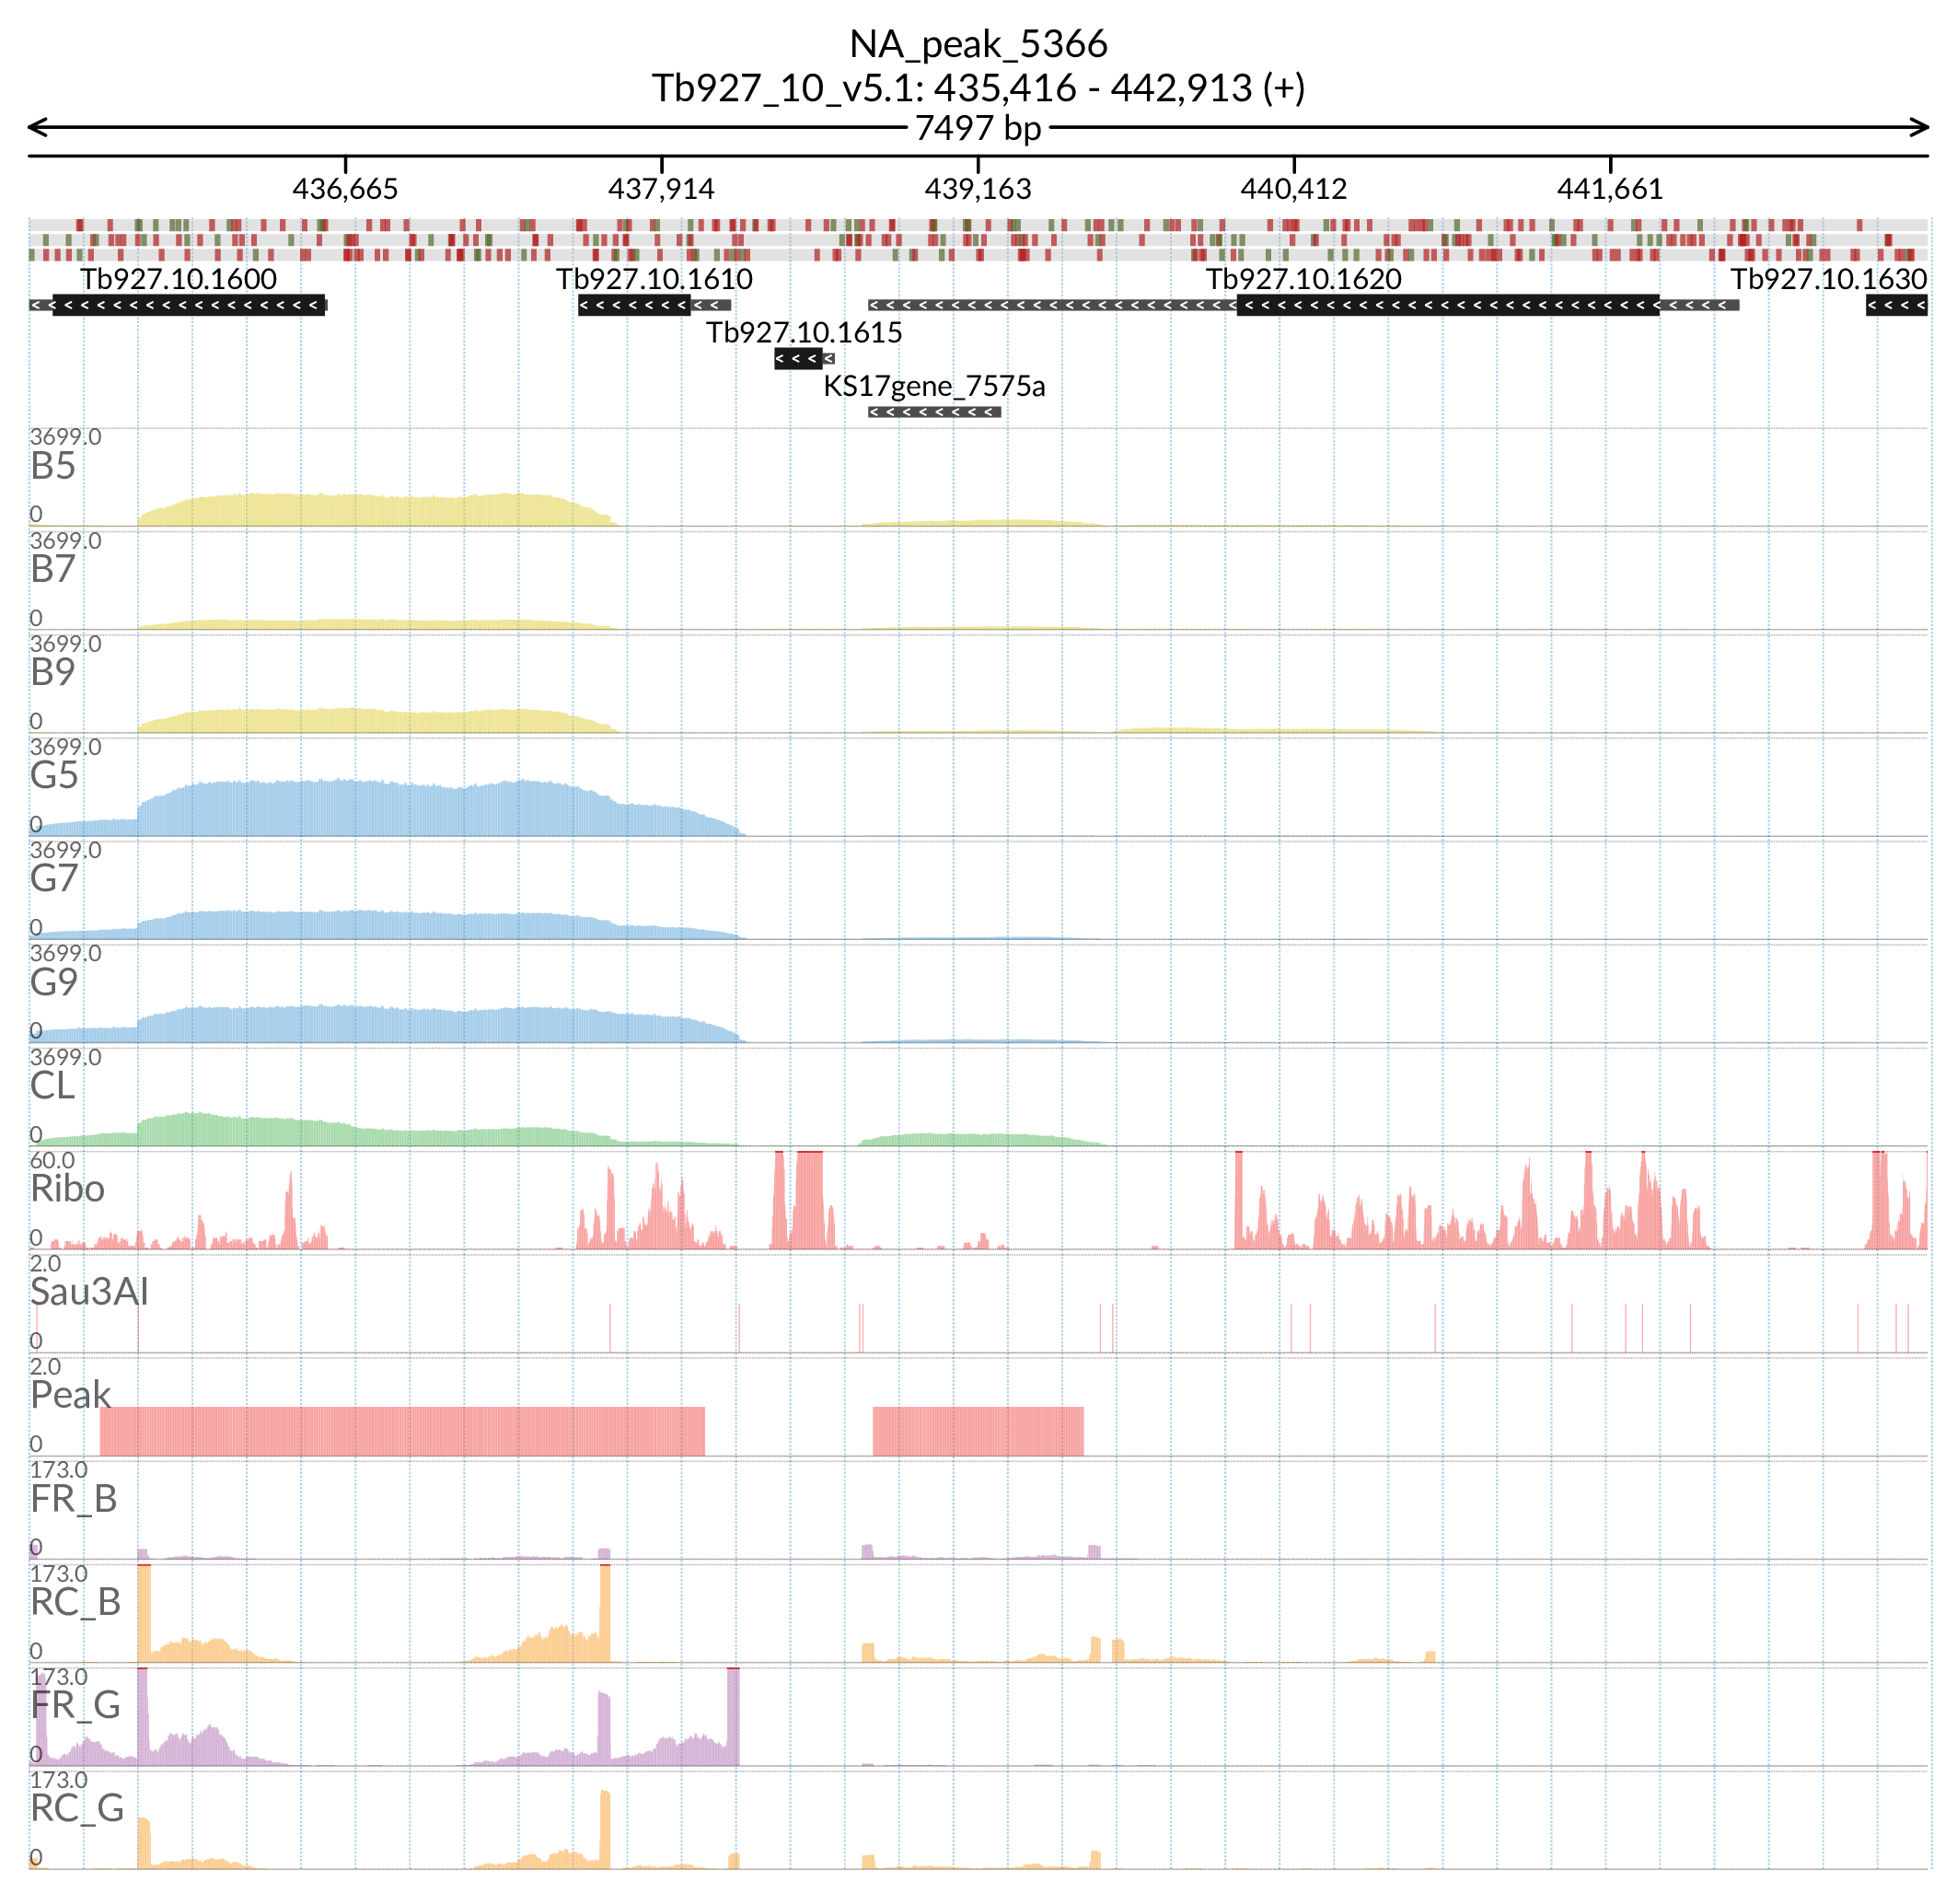 NA_peak_5366
Tb927_10_v5.1: 435,416 - 442,913 (+)
7497 bp
436,665 437,914 439,163 440,412 441,661
Tb927.10.1600 Tb927.10.1610 Tb927.10.1620 Tb927.10.1630
Tb927.10.1615
KS17gene_7575a
3699.0
B5
0
3699.0
B7
0
3699.0
B9
0
3699.0
G5
0
3699.0
G7
0
3699.0
G9
0
3699.0
CL
0
60.0
Ribo
0
2.0
Sau3AI
0
2.0
Peak
0
173.0
FR_B
0
173.0
RC_B
0
173.0
FR_G
0
173.0
RC_G
0